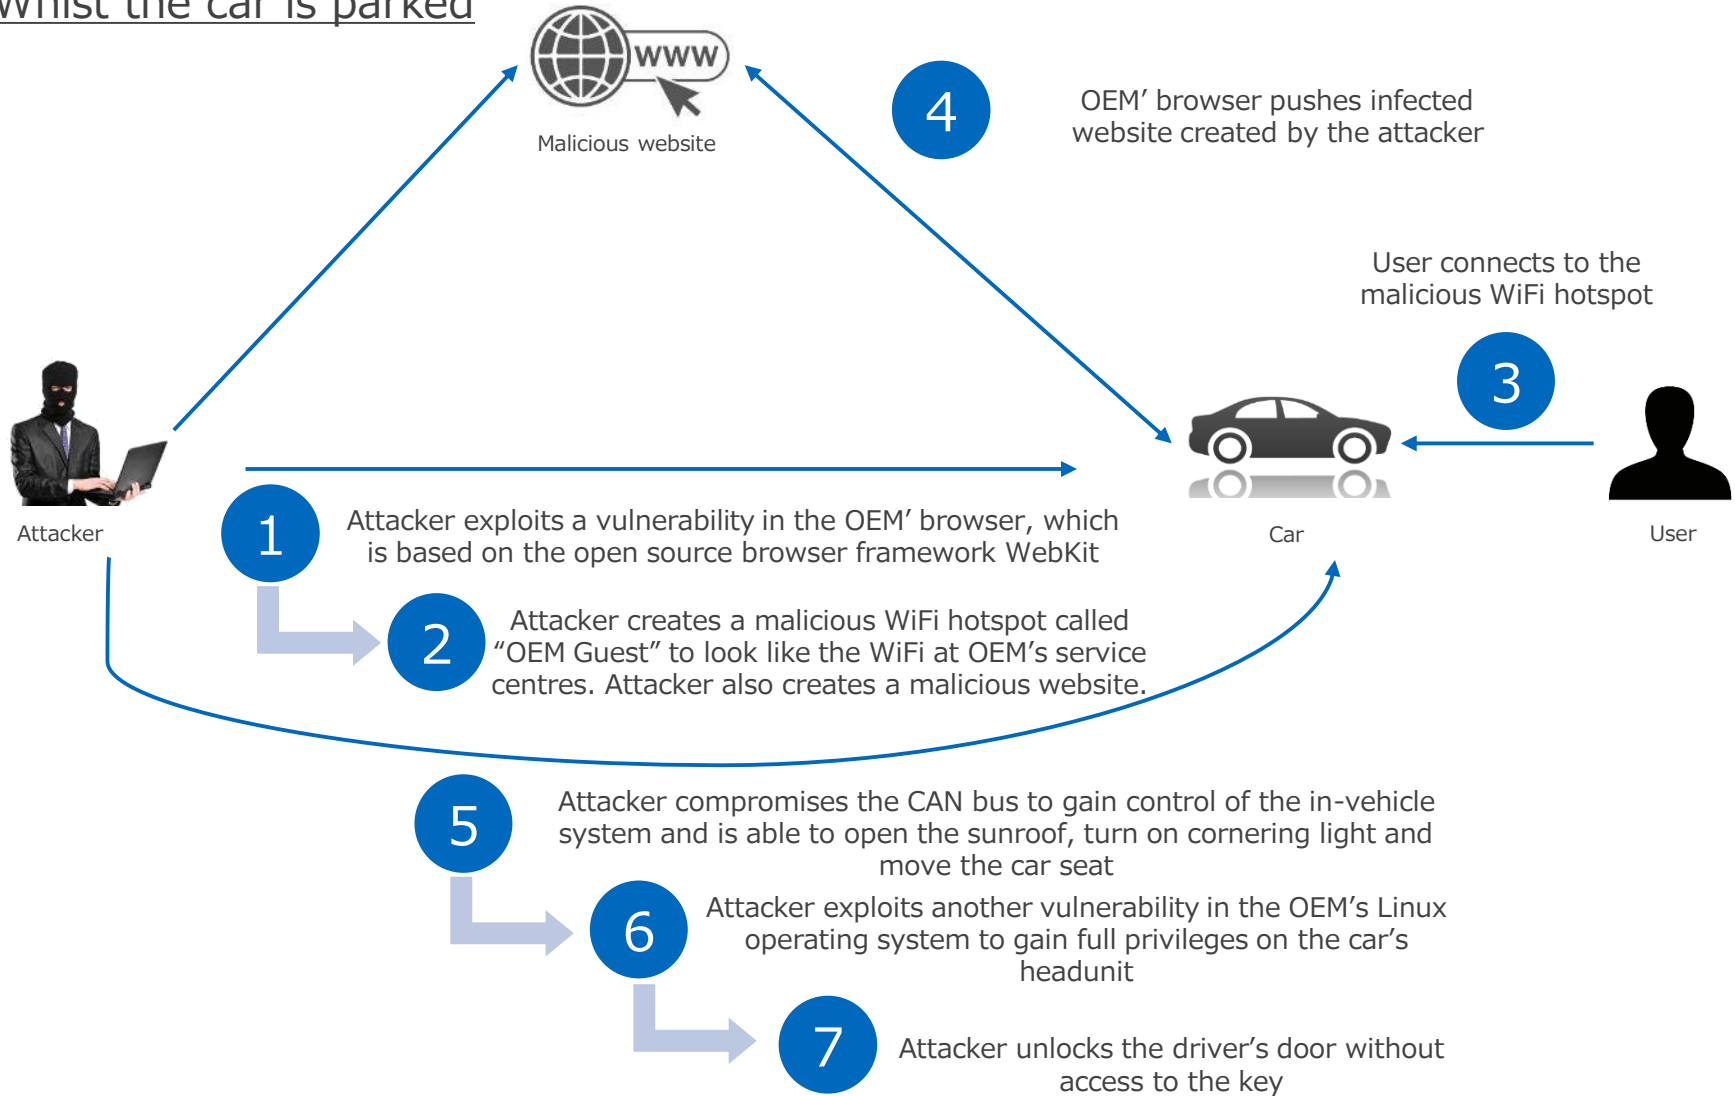 Whist the car is parked
www
Malicious website
4
OEM’ browser pushes infected
website created by the attacker
User connects to the
malicious WiFi hotspot
3
Attacker
Car
User
1
Attacker exploits a vulnerability in the OEM’ browser, which
is based on the open source browser framework WebKit
2
Attacker creates a malicious WiFi hotspot called
“OEM Guest” to look like the WiFi at OEM’s service
centres. Attacker also creates a malicious website.
5
Attacker compromises the CAN bus to gain control of the in-vehicle
system and is able to open the sunroof, turn on cornering light and
move the car seat
6
Attacker exploits another vulnerability in the OEM’s Linux
operating system to gain full privileges on the car’s
headunit
7
Attacker unlocks the driver’s door without
access to the key